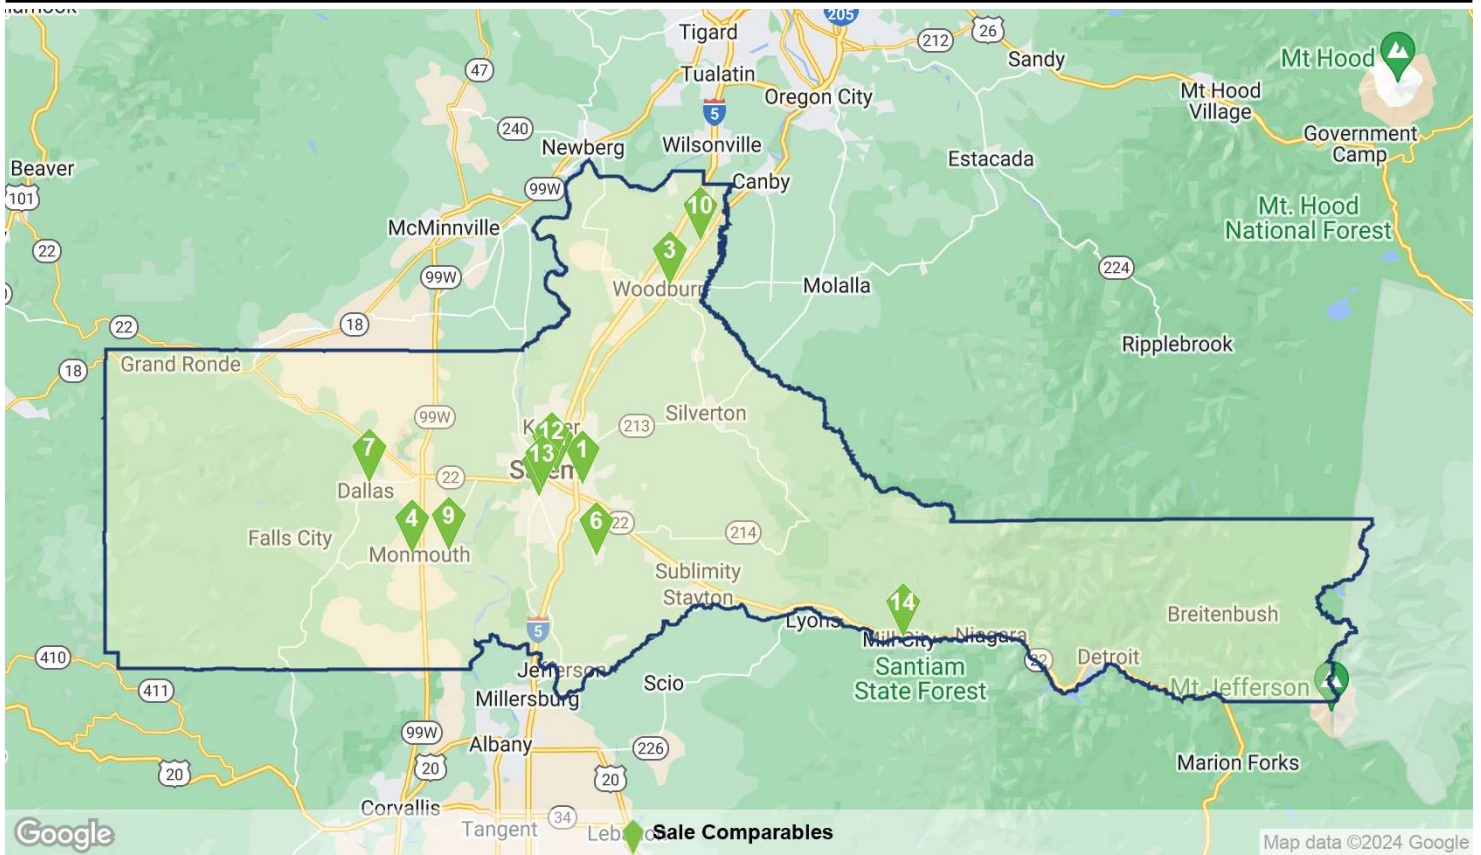 205
Tigard
26
212
Sandy
Mt Hood
47
Tualatin
Mt Hood
Village
Oregon City
5
240
Government
Camp
Newberg
Wilsonville
Estacada
Beaver
99W
Canby
101
10
Mt. Hood
National Forest
McMinnville
22
3
99W
224
Woodburn
Molalla
22
18
Ripplebrook
Grand Ronde
18
99W
Silverton
213
12
7
13
1
22
Dallas
4
9
6
22
214
Falls City
Monmouth
Sublimity
Stayton
14
Breitenbush
5
Lyons
Mill City
Niagara
410
22
Detroit
Jefferson
Santiam
State Forest
Scio
Mt Jefferson
411
Millersburg
99W
Albany
226
Marion Forks
20
20
20
Corvallis
34
Tangent
Google
Sale Comparables
Map data ©2024 Google